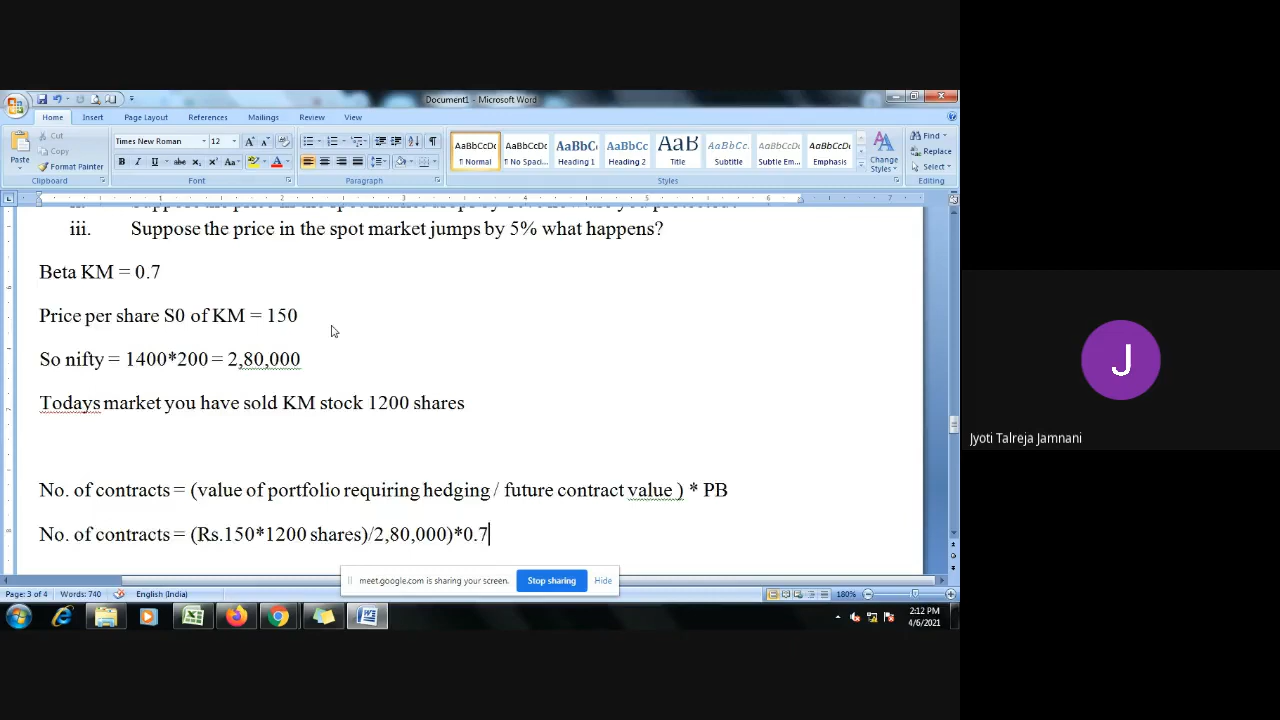 Document1 - Microsoft Word
Home Insert Page Layout References Mailings Review View
Paste
Cut
Copy
Format Painter
Clipboard
Times New Roman 12
Font
Paragraph
AaBbCcDc AaBbCcDc AaBbC AaBbCc AaB AaBbCc. AaBbCcDc AaBbCcDc
¶ Normal ¶ No Spaci... Heading 1 Heading 2 Title Subtitle Subtle Em... Emphasis
Change Styles
Styles
Find
Replace
Select
Editing
iii. Suppose the price in the spot market jumps by 5% what happens?
Beta KM = 0.7
Price per share S0 of KM = 150
So nifty = 1400*200 = 2,80,000
Todays market you have sold KM stock 1200 shares
No. of contracts = (value of portfolio requiring hedging / future contract value ) * PB
No. of contracts = (Rs.150*1200 shares)/2,80,000)*0.7
meet.google.com is sharing your screen. Stop sharing Hide
Page: 3 of 4 Words: 740 English (India) 180%
2:12 PM
4/6/2021
J
Jyoti Talreja Jamnani